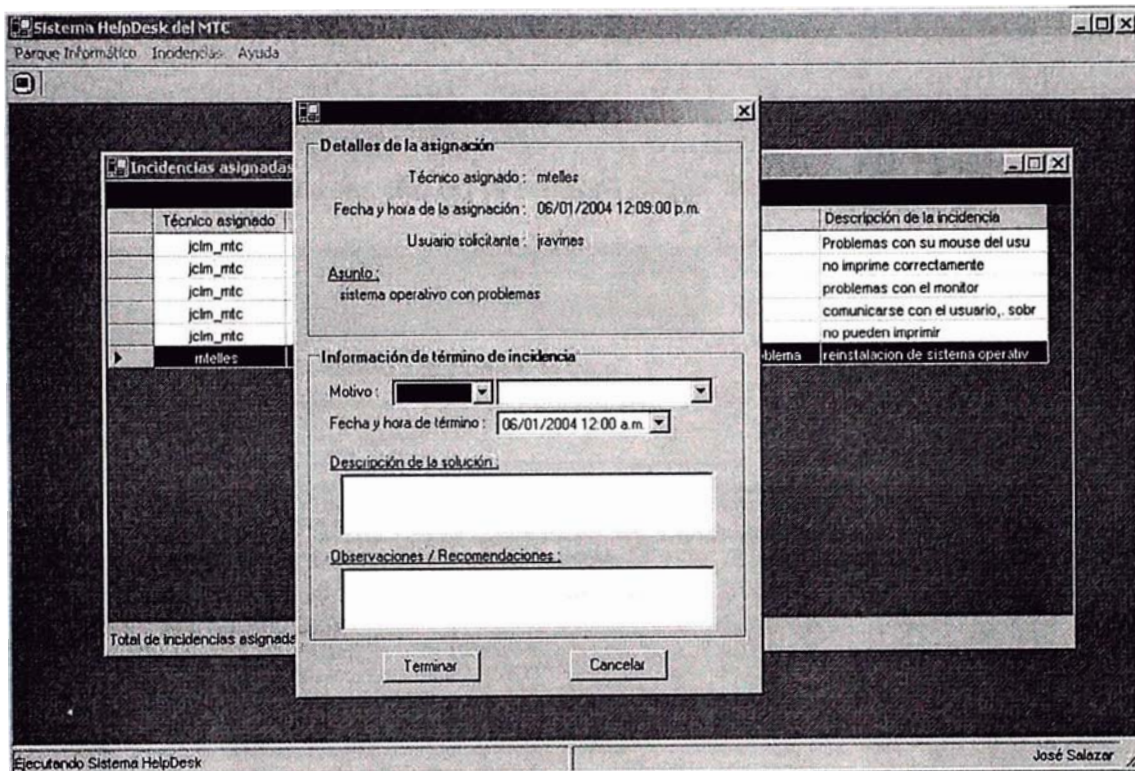 Sistema HelpDesk del MTC
Parque Informático Incidencias Ayuda
Incidencias asignadas
Técnico asignado
jclm_mtc
jclm_mtc
jclm_mtc
jclm_mtc
jclm_mtc
mtelles
Total de incidencias asignada
Detalles de la asignación
Técnico asignado : mtelles
Fecha y hora de la asignación : 06/01/2004 12:09:00 p.m.
Usuario solicitante : jravines
Asunto :
sistema operativo con problemas
Información de término de incidencia
Motivo :
Fecha y hora de término : 06/01/2004 12:00 a.m.
Descripción de la solución :
Observaciones / Recomendaciones :
Terminar Cancelar
Descripción de la incidencia
Problemas con su mouse del usu
no imprime correctamente
problemas con el monitor
comunicarse con el usuario,. sobr
no pueden imprimir
oblema reinstalacion de sistema operativ
Ejecutando Sistema HelpDesk José Salazar